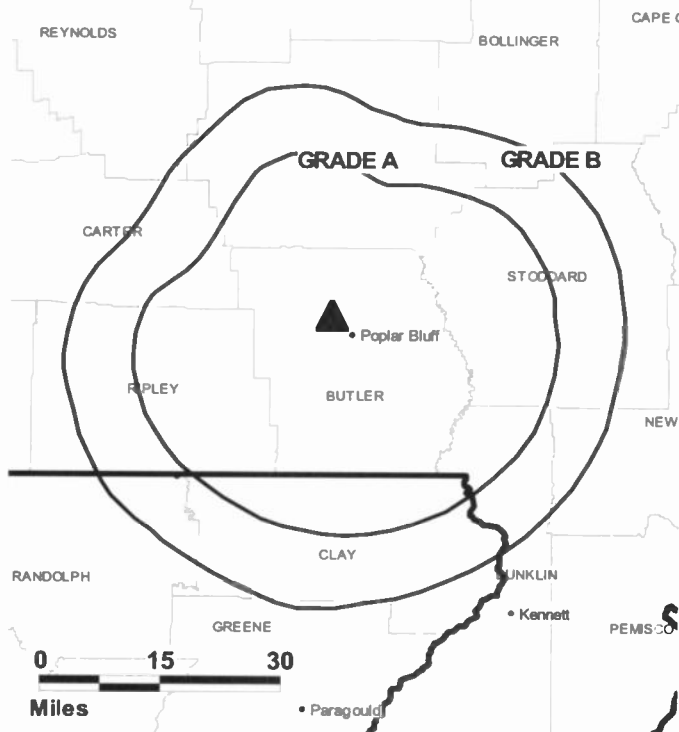 REYNOLDS
CAPE
BOLLINGER
GRADE A
GRADE B
CARTER
STODDARD
Poplar Bluff
RIPLEY
BUTLER
NEW
CLAY
RANDOLPH
DUNKLIN
Kennett
GREENE
PEMISCO
0 15 30
Miles
Paragould